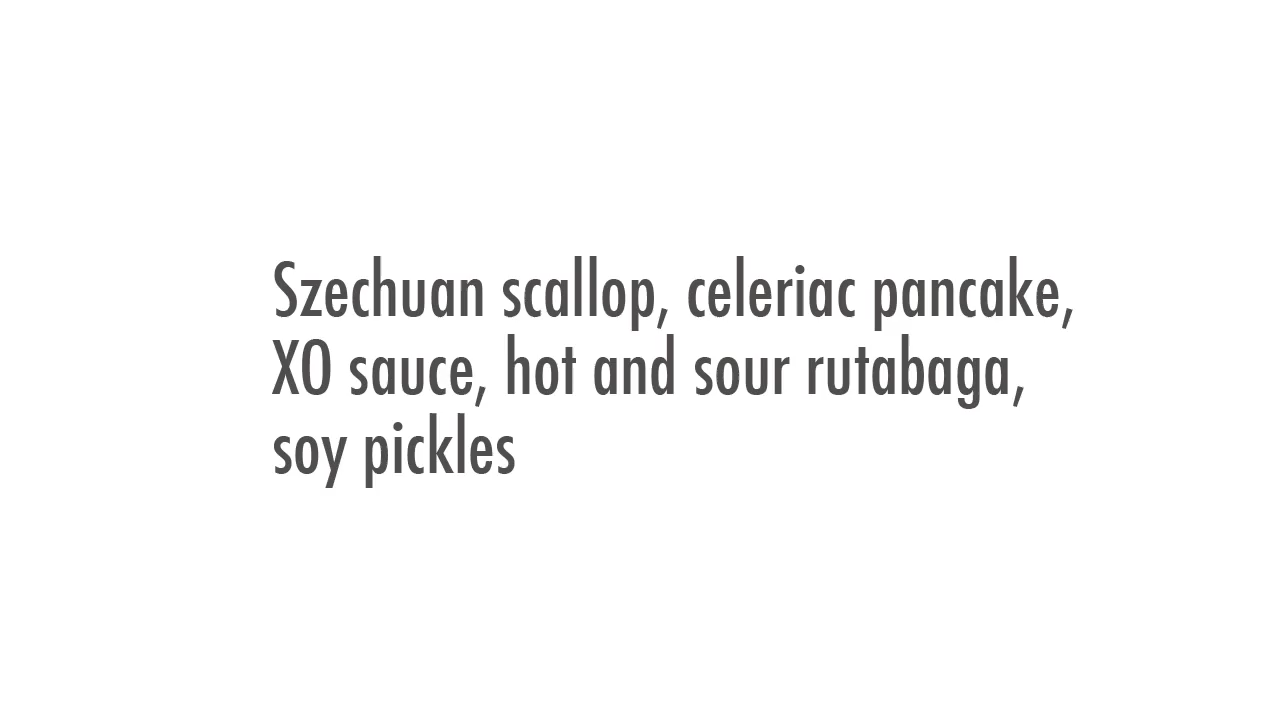 Szechuan scallop, celeriac pancake,
XO sauce, hot and sour rutabaga,
soy pickles